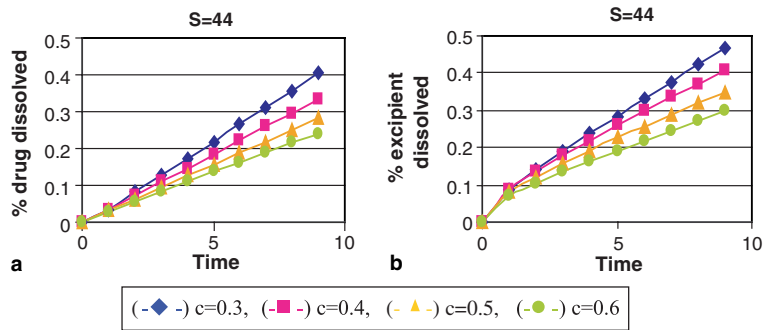 S=44
% drug dissolved
0.5
0.4
0.3
0.2
0.1
0
0
5
10
Time
a
S=44
% excipient
dissolved
0.5
0.4
0.3
0.2
0.1
0
0
5
10
Time
b
(-◆-) c=0.3, (-■-) c=0.4, (-▲-) c=0.5, (-●-) c=0.6